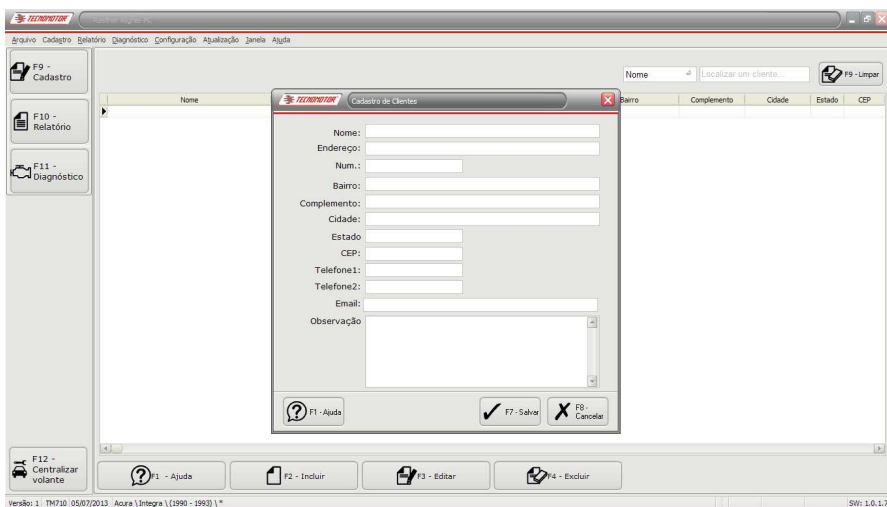 TECNOMOTOR
Rasther Aligner PC
Arquivo Cadastro Relatório Diagnóstico Configuração Atualização Janela Ajuda
F9 -
Cadastro
Nome
Localizar um cliente...
F9 - Limpar
Nome
Bairro
Complemento
Cidade
Estado
CEP
F10 -
Relatório
F11 -
Diagnóstico
TECNOMOTOR
Cadastro de Clientes
Nome:
Endereço:
Num.:
Bairro:
Complemento:
Cidade:
Estado
CEP:
Telefone1:
Telefone2:
Email:
Observação
F1 - Ajuda
F7 - Salvar
F8 -
Cancelar
F12 -
Centralizar
volante
F1 - Ajuda
F2 - Incluir
F3 - Editar
F4 - Excluir
Versão: 1 TM710 05/07/2013 Acura \ Integra \ (1990 - 1993) \ *
SW: 1.0.1.7